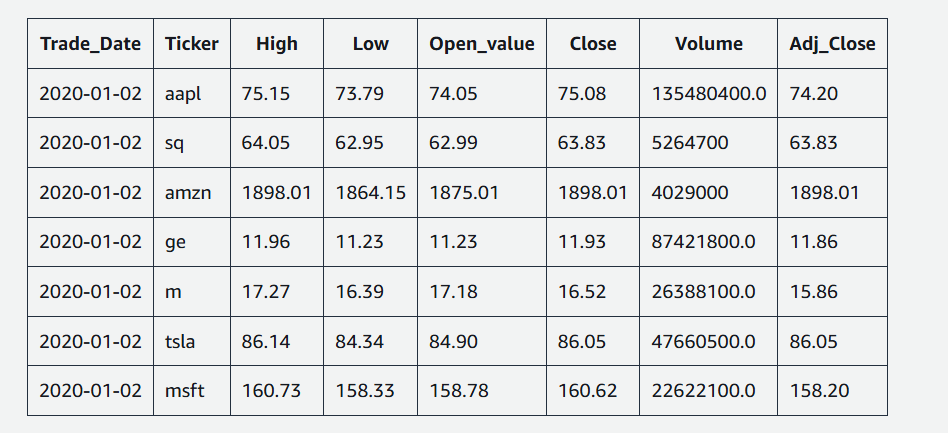 Trade_Date Ticker High Low Open_value Close Volume Adj_Close
2020-01-02 aapl 75.15 73.79 74.05 75.08 135480400.0 74.20
2020-01-02 sq 64.05 62.95 62.99 63.83 5264700 63.83
2020-01-02 amzn 1898.01 1864.15 1875.01 1898.01 4029000 1898.01
2020-01-02 ge 11.96 11.23 11.23 11.93 87421800.0 11.86
2020-01-02 m 17.27 16.39 17.18 16.52 26388100.0 15.86
2020-01-02 tsla 86.14 84.34 84.90 86.05 47660500.0 86.05
2020-01-02 msft 160.73 158.33 158.78 160.62 22622100.0 158.20